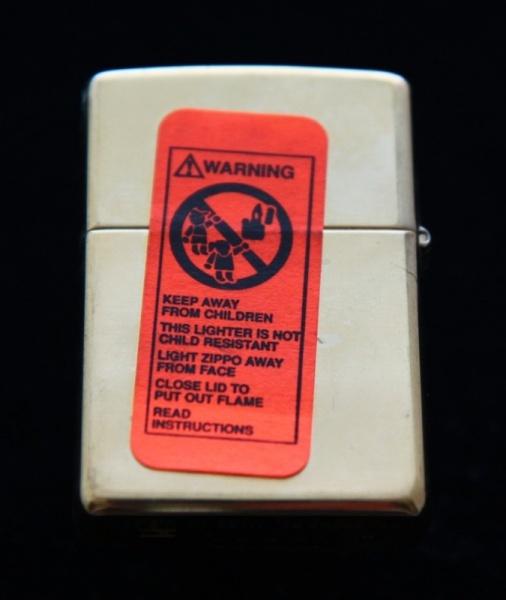 WARNING
KEEP AWAY
FROM CHILDREN
THIS LIGHTER IS NOT
CHILD RESISTANT
LIGHT ZIPPO AWAY
FROM FACE
CLOSE LID TO
PUT OUT FLAME
READ
INSTRUCTIONS